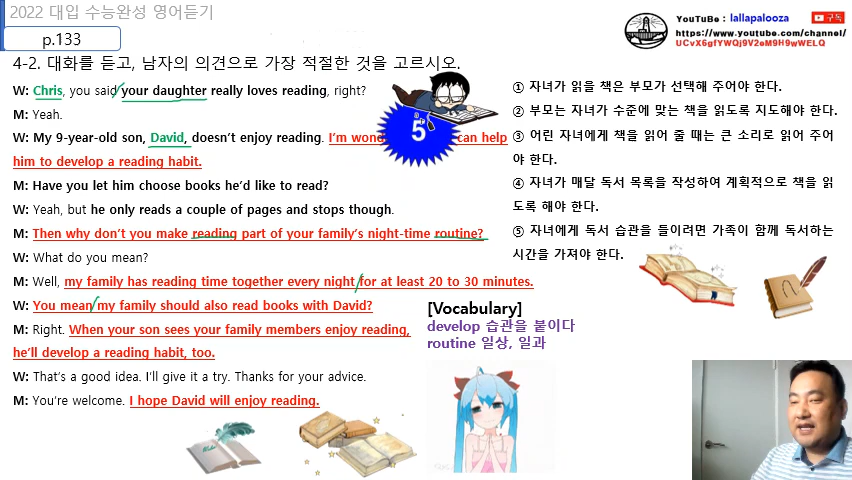 2022 대입 수능완성 영어듣기
p.133
YouTuBe : lallapalooza
구독
https://www.youtube.com/channel/
UCvX6gfYWQj9V2eM9H9wWELQ
4-2. 대화를 듣고, 남자의 의견으로 가장 적절한 것을 고르시오.
W: Chris, you said your daughter really loves reading, right?
M: Yeah.
W: My 9-year-old son, David, doesn't enjoy reading. I'm wond can help
him to develop a reading habit.
M: Have you let him choose books he'd like to read?
W: Yeah, but he only reads a couple of pages and stops though.
M: Then why don't you make reading part of your family's night-time routine?
W: What do you mean?
M: Well, my family has reading time together every night for at least 20 to 30 minutes.
W: You mean my family should also read books with David?
M: Right. When your son sees your family members enjoy reading,
he'll develop a reading habit, too.
W: That's a good idea. I'll give it a try. Thanks for your advice.
M: You're welcome. I hope David will enjoy reading.
5
① 자녀가 읽을 책은 부모가 선택해 주어야 한다.
② 부모는 자녀가 수준에 맞는 책을 읽도록 지도해야 한다.
③ 어린 자녀에게 책을 읽어 줄 때는 큰 소리로 읽어 주어
야 한다.
④ 자녀가 매달 독서 목록을 작성하여 계획적으로 책을 읽
도록 해야 한다.
⑤ 자녀에게 독서 습관을 들이려면 가족이 함께 독서하는
시간을 가져야 한다.
[Vocabulary]
develop 습관을 붙이다
routine 일상, 일과